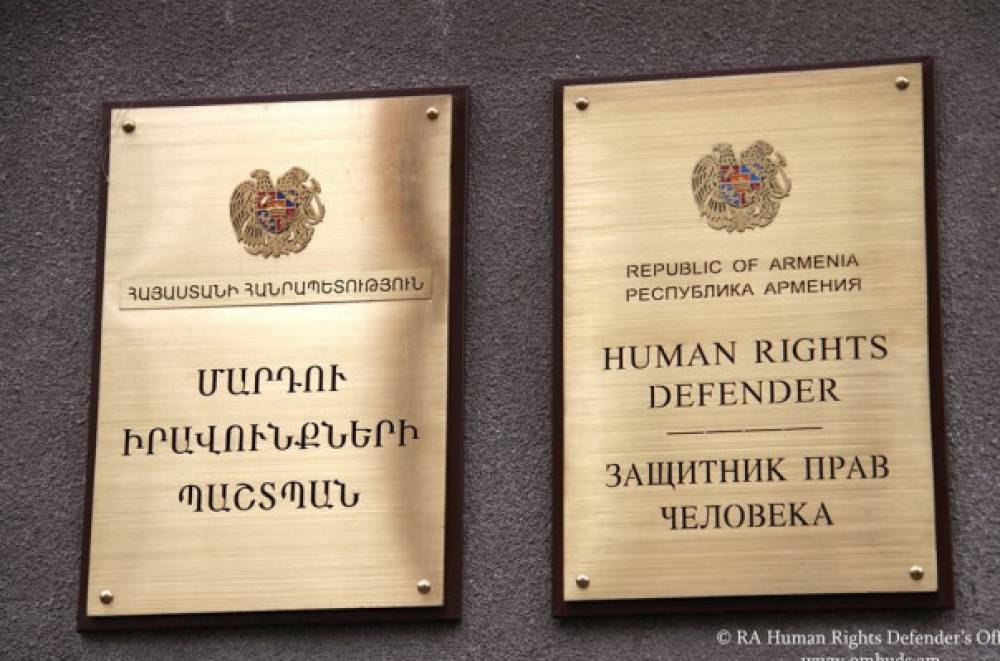 ՀԱՅԱՍՏԱՆԻ ՀԱՆՐԱՊԵՏՈՒԹՅՈՒՆ
ՄԱՐԴՈՒ
ԻՐԱՎՈՒՆՔՆԵՐԻ
ՊԱՇՏՊԱՆ
REPUBLIC OF ARMENIA
РЕСПУБЛИКА АРМЕНИЯ
HUMAN RIGHTS
DEFENDER
ЗАЩИТНИК ПРАВ
ЧЕЛОВЕКА
© RA Human Rights Defender's Off